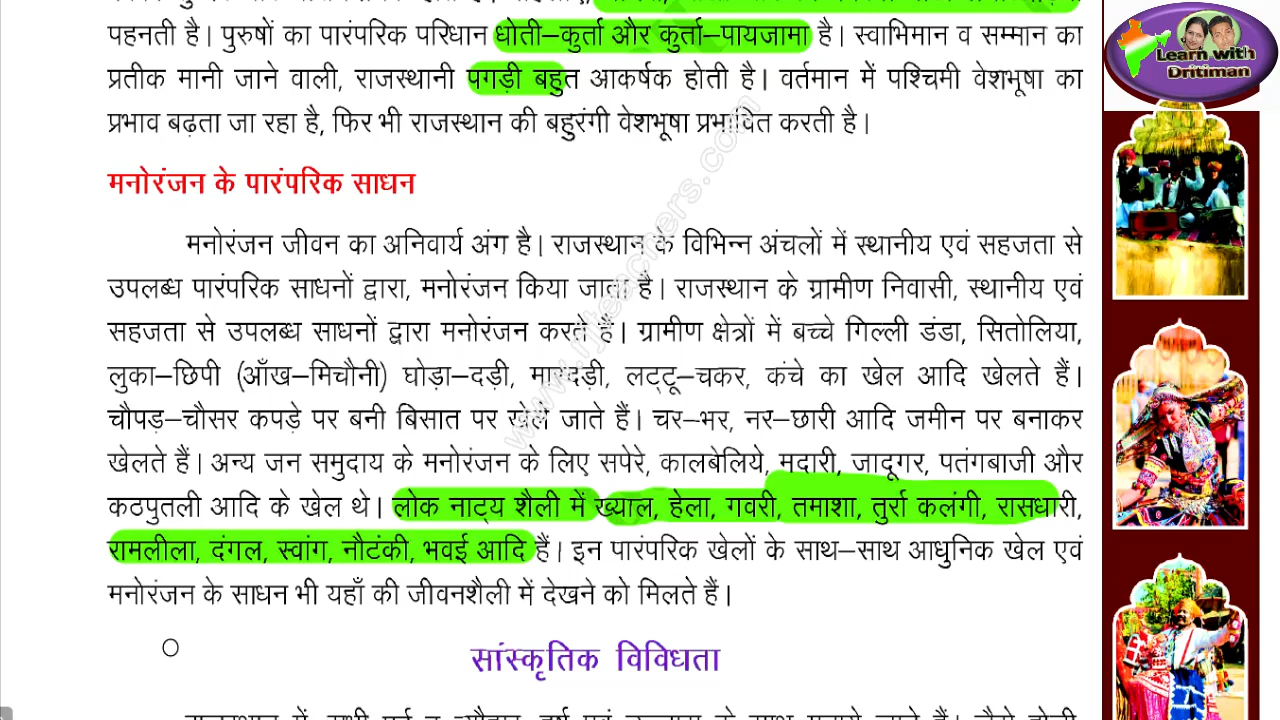 पहनती है। पुरुषों का पारंपरिक परिधान धोती–कुर्ता और कुर्ता–पायजामा है। स्वाभिमान व सम्मान का
प्रतीक मानी जाने वाली, राजस्थानी पगड़ी बहुत आकर्षक होती है। वर्तमान में पश्चिमी वेशभूषा का
प्रभाव बढ़ता जा रहा है, फिर भी राजस्थान की बहुरंगी वेशभूषा प्रभावित करती है।
मनोरंजन के पारंपरिक साधन
मनोरंजन जीवन का अनिवार्य अंग है। राजस्थान के विभिन्न अंचलों में स्थानीय एवं सहजता से
उपलब्ध पारंपरिक साधनों द्वारा, मनोरंजन किया जाता है। राजस्थान के ग्रामीण निवासी, स्थानीय एवं
सहजता से उपलब्ध साधनों द्वारा मनोरंजन करते हैं। ग्रामीण क्षेत्रों में बच्चे गिल्ली डंडा, सितोलिया,
लुका–छिपी (आँख–मिचौनी) घोड़ा–दड़ी, मारदड़ी, लट्टू–चकर, कंचे का खेल आदि खेलते हैं।
चौपड़–चौसर कपड़े पर बनी बिसात पर खेले जाते हैं। चर–भर, नर–छारी आदि जमीन पर बनाकर
खेलते हैं। अन्य जन समुदाय के मनोरंजन के लिए सपेरे, कालबेलिये, मदारी, जादूगर, पतंगबाजी और
कठपुतली आदि के खेल थे। लोक नाट्य शैली में ख्याल, हेला, गवरी, तमाशा, तुर्रा कलंगी, रासधारी,
रामलीला, दंगल, स्वांग, नौटंकी, भवई आदि हैं। इन पारंपरिक खेलों के साथ–साथ आधुनिक खेल एवं
मनोरंजन के साधन भी यहाँ की जीवनशैली में देखने को मिलते हैं।
सांस्कृतिक विविधता
Learn with
Dritiman